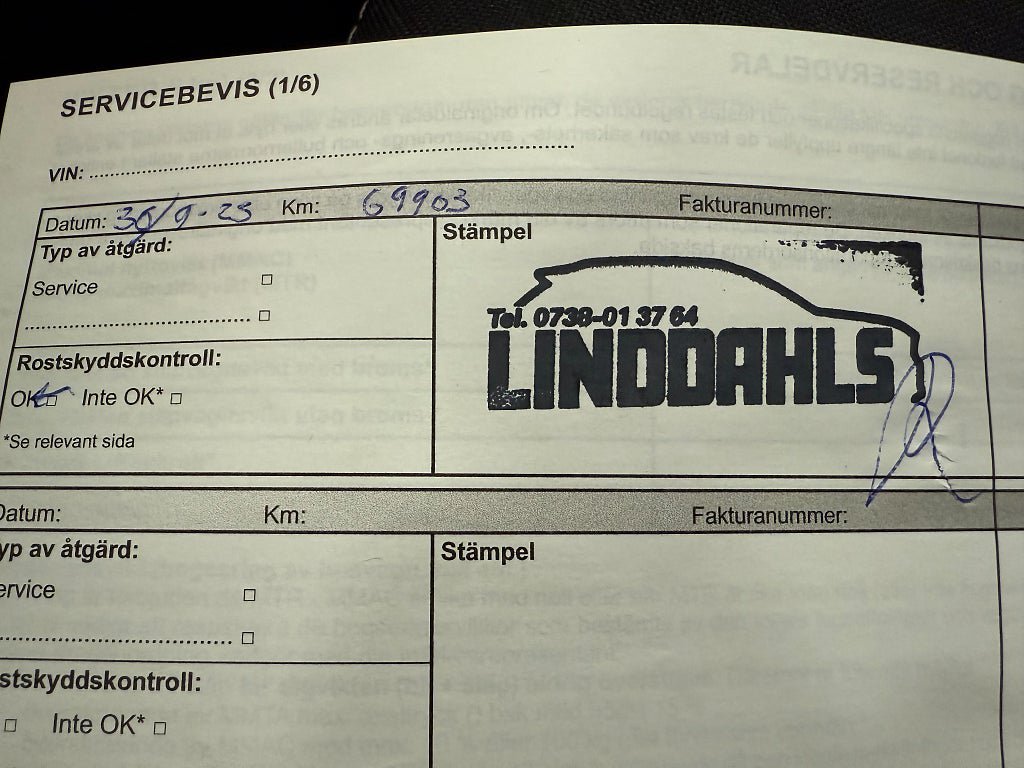 SERVICEBEVIS (1/6)
VIN:
Datum: 30/9-25 Km: 69903 Fakturanummer:
Typ av åtgärd:
Stämpel
Service
Tel. 0738-01 37 64
LINDDAHLS
Rostskyddskontroll:
OK Inte OK*
*Se relevant sida
Datum: Km: Fakturanummer:
yp av åtgärd:
Stämpel
ervice
stskyddskontroll:
Inte OK*